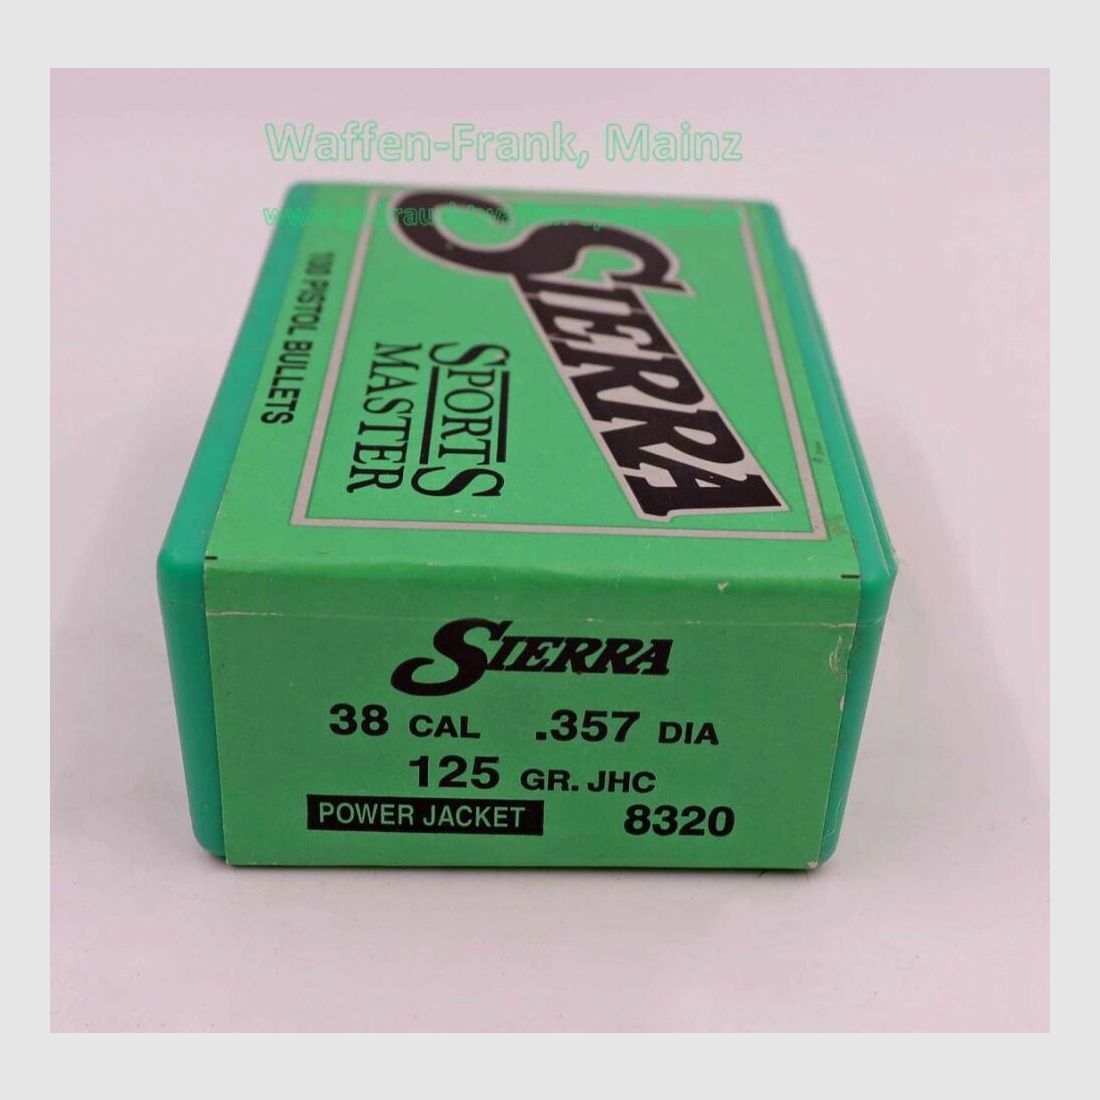 Waffen-Frank, Mainz
SIERRA
SPORTS
MASTER
100 PISTOL BULLETS
SIERRA
38 CAL .357 DIA
125 GR. JHC
POWER JACKET 8320